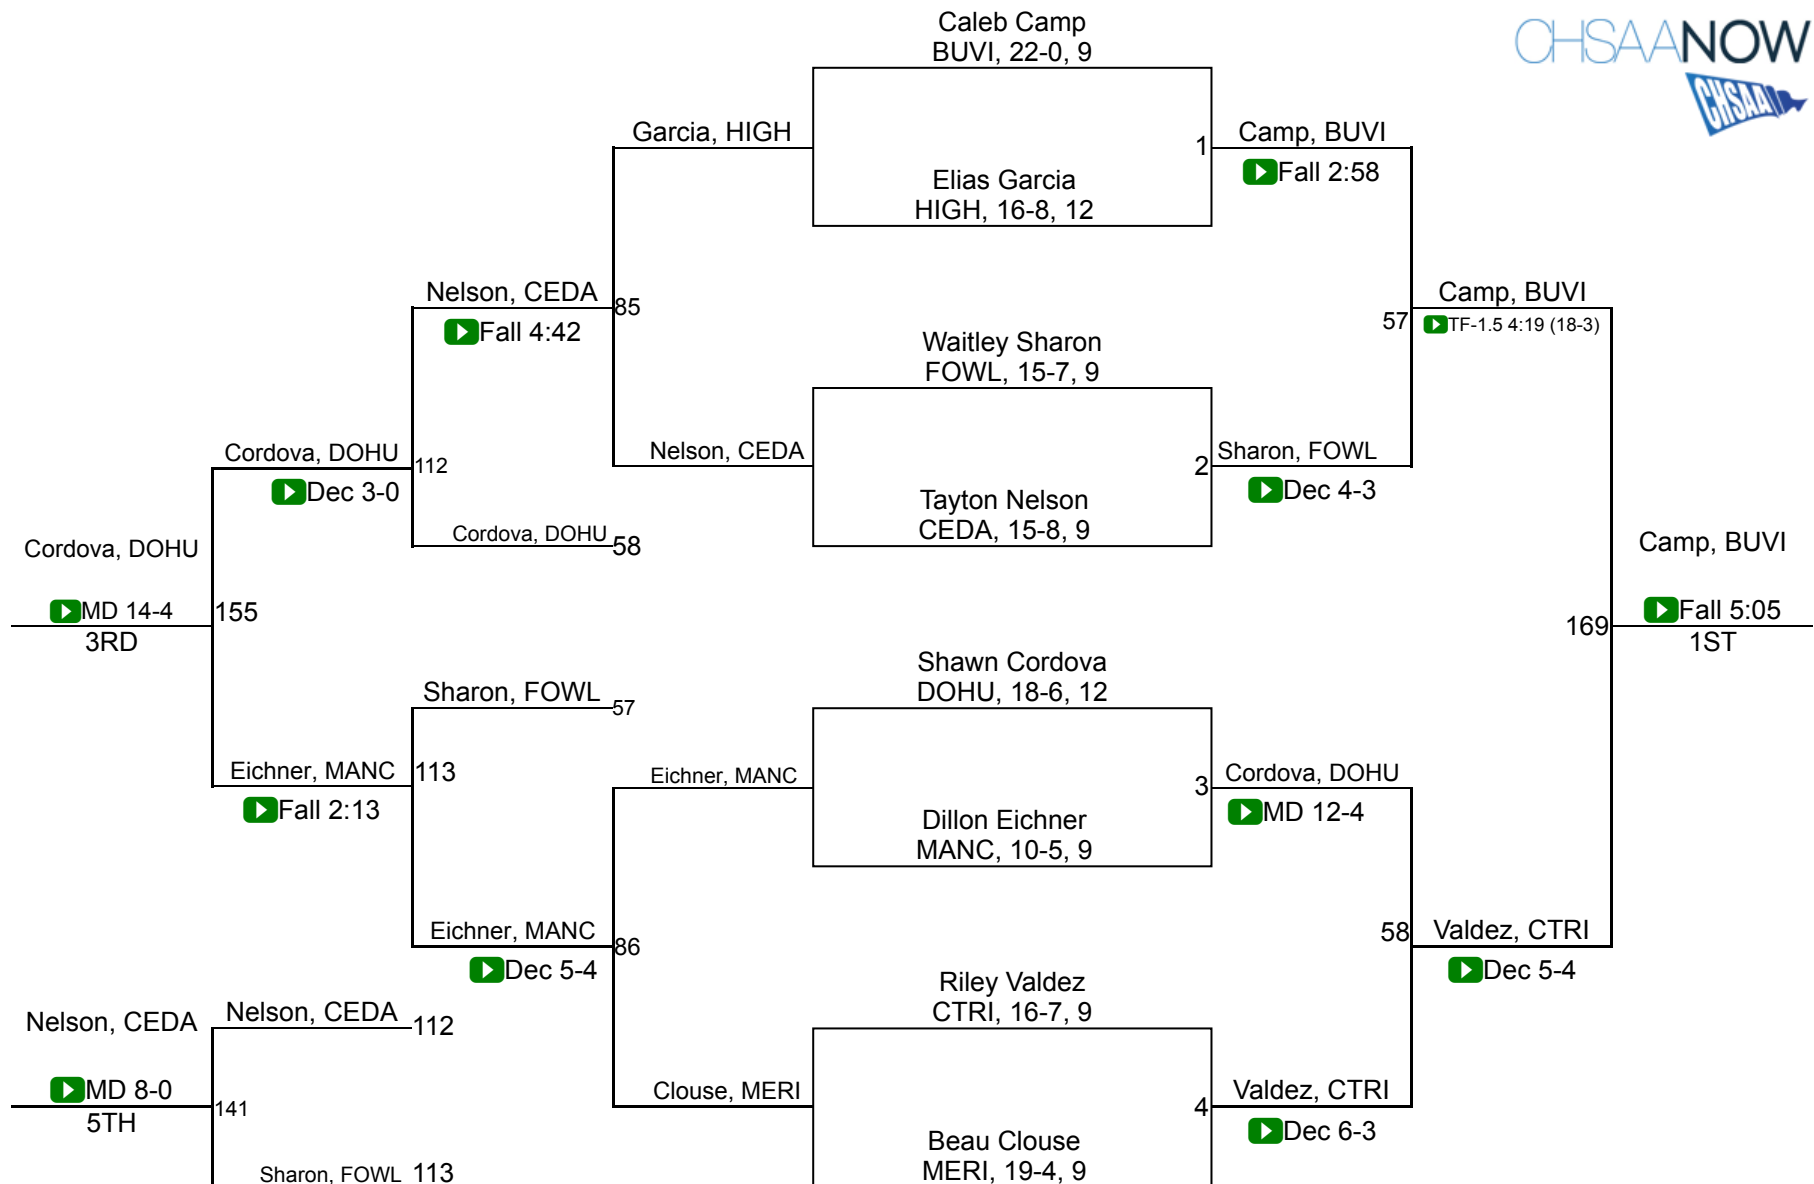 CHSAANOW
CHSAA
Caleb Camp
BUVI, 22-0, 9
Garcia, HIGH
1
Camp, BUVI
Fall 2:58
Elias Garcia
HIGH, 16-8, 12
Nelson, CEDA
85
Fall 4:42
57
Camp, BUVI
TF-1.5 4:19 (18-3)
Waitley Sharon
FOWL, 15-7, 9
Cordova, DOHU
112
Dec 3-0
Nelson, CEDA
2
Sharon, FOWL
Dec 4-3
Tayton Nelson
CEDA, 15-8, 9
Cordova, DOHU
58
Cordova, DOHU
MD 14-4
3RD
155
Camp, BUVI
169
Fall 5:05
1ST
Shawn Cordova
DOHU, 18-6, 12
Sharon, FOWL
57
Eichner, MANC
113
Fall 2:13
Eichner, MANC
3
Cordova, DOHU
MD 12-4
Dillon Eichner
MANC, 10-5, 9
Eichner, MANC
86
Dec 5-4
58
Valdez, CTRI
Dec 5-4
Riley Valdez
CTRI, 16-7, 9
Nelson, CEDA
Nelson, CEDA
112
MD 8-0
5TH
141
Clouse, MERI
4
Valdez, CTRI
Dec 6-3
Beau Clouse
MERI, 19-4, 9
Sharon, FOWL
113